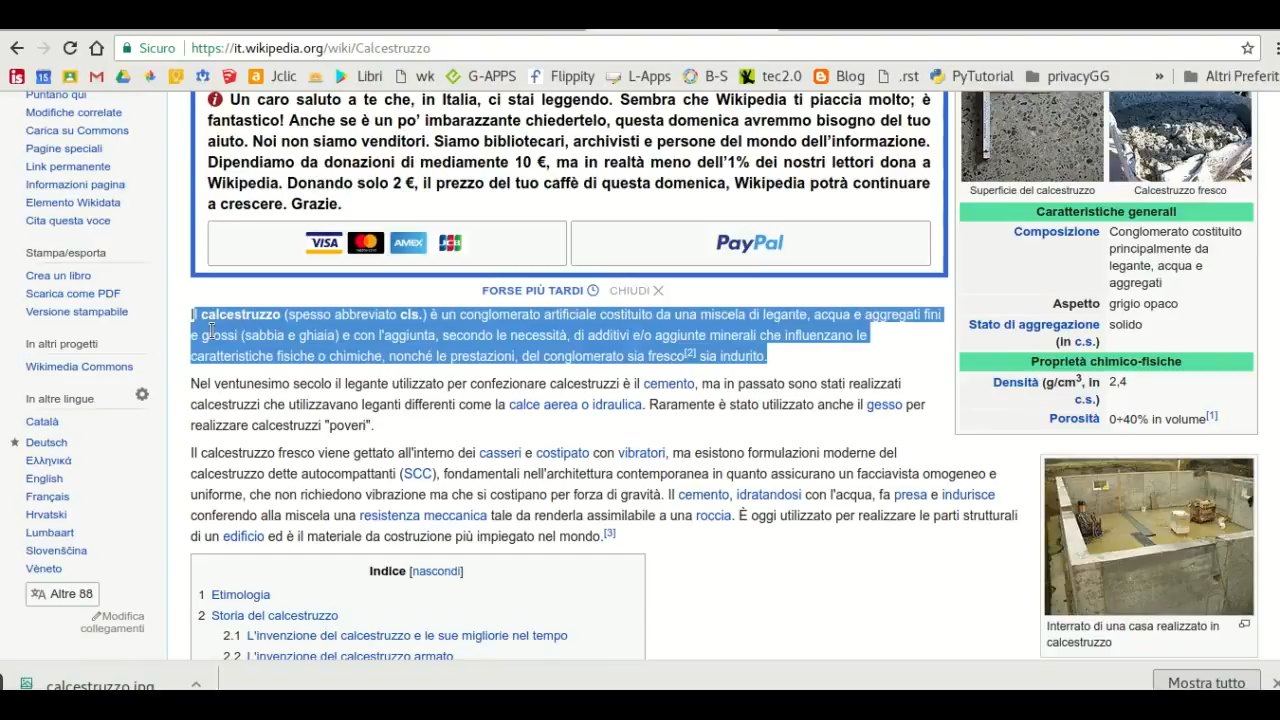 Sicuro https://it.wikipedia.org/wiki/Calcestruzzo
Jclic Libri wk G-APPS Flippity L-Apps B-S tec2.0 Blog .rst PyTutorial privacyGG » Altri Preferit
Puntano qui
Modifiche correlate
Carica su Commons
Pagine speciali
Link permanente
Informazioni pagina
Elemento Wikidata
Cita questa voce
Stampa/esporta
Crea un libro
Scarica come PDF
Versione stampabile
In altri progetti
Wikimedia Commons
In altre lingue
Català
Deutsch
Ελληνικά
English
Français
Hrvatski
Lumbaart
Slovenščina
Vèneto
Altre 88
Modifica
collegamenti
Un caro saluto a te che, in Italia, ci stai leggendo. Sembra che Wikipedia ti piaccia molto; è
fantastico! Anche se è un po' imbarazzante chiedertelo, questa domenica avremmo bisogno del tuo
aiuto. Noi non siamo venditori. Siamo bibliotecari, archivisti e persone del mondo dell'informazione.
Dipendiamo da donazioni di mediamente 10 €, ma in realtà meno dell'1% dei nostri lettori dona a
Wikipedia. Donando solo 2 €, il prezzo del tuo caffè di questa domenica, Wikipedia potrà continuare
a crescere. Grazie.
VISA AMEX JCB
PayPal
FORSE PIÙ TARDI CHIUDI
Il calcestruzzo (spesso abbreviato cls.) è un conglomerato artificiale costituito da una miscela di legante, acqua e aggregati fini
e grossi (sabbia e ghiaia) e con l'aggiunta, secondo le necessità, di additivi e/o aggiunte minerali che influenzano le
caratteristiche fisiche o chimiche, nonché le prestazioni, del conglomerato sia fresco[2] sia indurito.
Nel ventunesimo secolo il legante utilizzato per confezionare calcestruzzi è il cemento, ma in passato sono stati realizzati
calcestruzzi che utilizzavano leganti differenti come la calce aerea o idraulica. Raramente è stato utilizzato anche il gesso per
realizzare calcestruzzi "poveri".
Il calcestruzzo fresco viene gettato all'interno dei casseri e costipato con vibratori, ma esistono formulazioni moderne del
calcestruzzo dette autocompattanti (SCC), fondamentali nell'architettura contemporanea in quanto assicurano un facciavista omogeneo e
uniforme, che non richiedono vibrazione ma che si costipano per forza di gravità. Il cemento, idratandosi con l'acqua, fa presa e indurisce
conferendo alla miscela una resistenza meccanica tale da renderla assimilabile a una roccia. È oggi utilizzato per realizzare le parti strutturali
di un edificio ed è il materiale da costruzione più impiegato nel mondo.[3]
Indice [nascondi]
1 Etimologia
2 Storia del calcestruzzo
2.1 L'invenzione del calcestruzzo e le sue migliorie nel tempo
2.2 L'invenzione del calcestruzzo armato
Superficie del calcestruzzo Calcestruzzo fresco
Caratteristiche generali
Composizione Conglomerato costituito
principalmente da
legante, acqua e
aggregati
Aspetto grigio opaco
Stato di aggregazione solido
(in c.s.)
Proprietà chimico-fisiche
Densità (g/cm3, in 2,4
c.s.)
Porosità 0÷40% in volume[1]
Interrato di una casa realizzato in
calcestruzzo
calcestruzzo.jpg
Mostra tutto